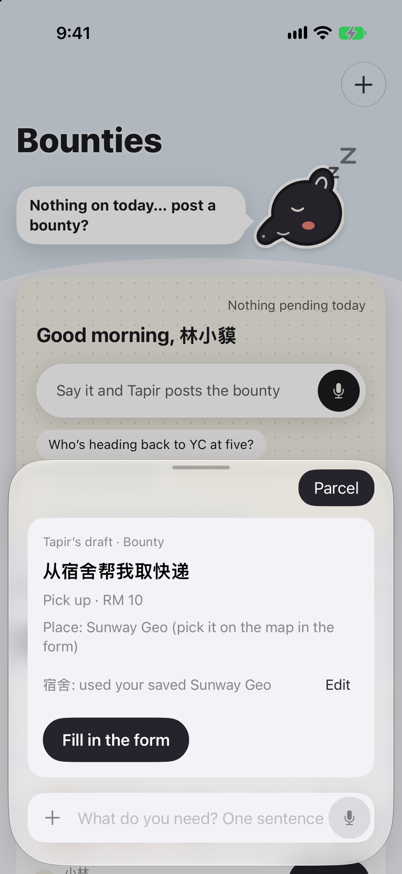 9:41
Bounties
Z
Z
Nothing on today... post a
bounty?
Nothing pending today
Good morning, 林小貘
Say it and Tapir posts the bounty
Who's heading back to YC at five?
Parcel
Tapir's draft · Bounty
从宿舍帮我取快递
Pick up · RM 10
Place: Sunway Geo (pick it on the map in the
form)
宿舍: used your saved Sunway Geo
Edit
Fill in the form
What do you need? One sentence
小林